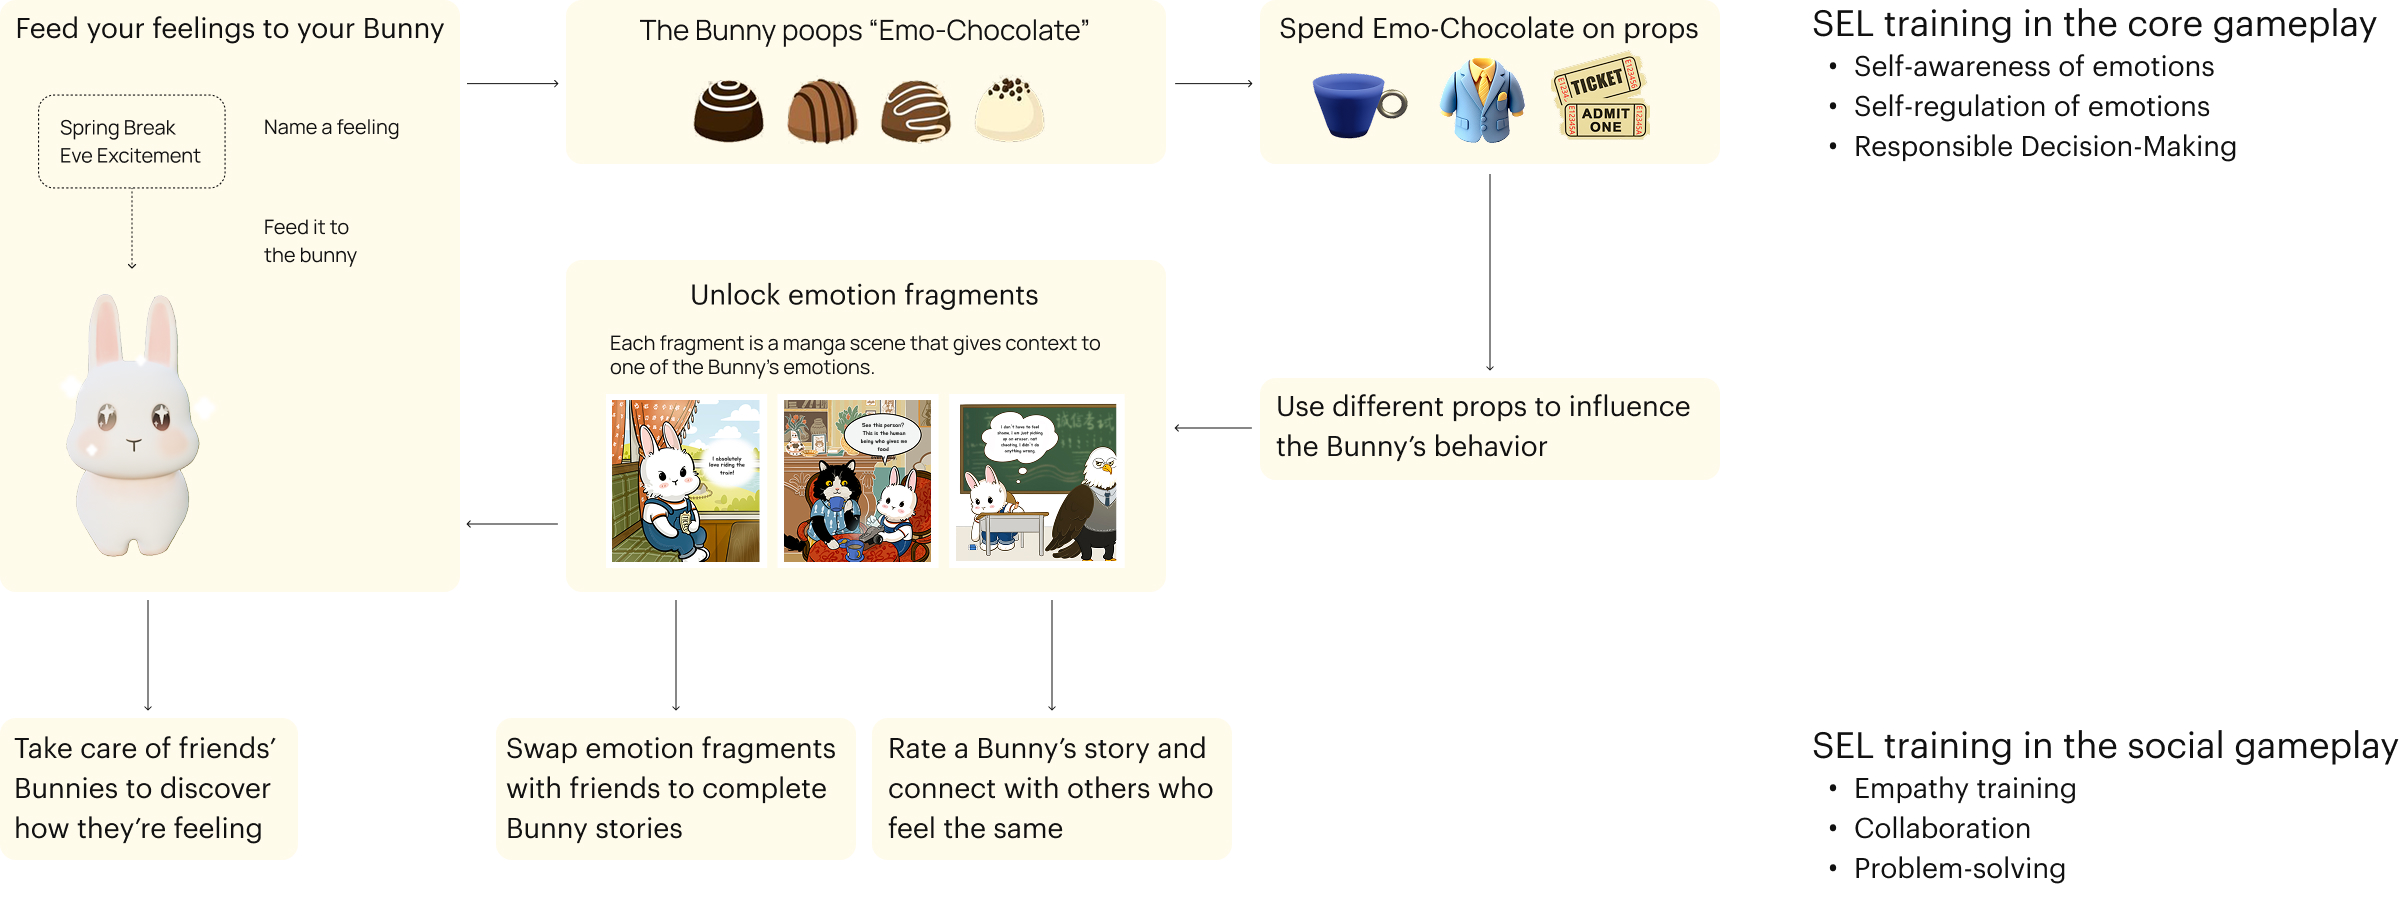 Feed your feelings to your Bunny
Spring Break
Eve Excitement
Name a feeling
Feed it to
the bunny
The Bunny poops “Emo-Chocolate”
Spend Emo-Chocolate on props
TICKET
E123456
ADMIT
ONE
E12345A
E12345A
SEL training in the core gameplay
• Self-awareness of emotions
• Self-regulation of emotions
• Responsible Decision-Making
Unlock emotion fragments
Each fragment is a manga scene that gives context to
one of the Bunny’s emotions.
I absolutely
love riding the
train!
See this person?
This is the human
being who gives me
food
I don't have to feel
shame, I am just picking
up an eraser, not
cheating. I didn't do
anything wrong.
诚信考试
Use different props to influence
the Bunny’s behavior
Take care of friends’
Bunnies to discover
how they’re feeling
Swap emotion fragments
with friends to complete
Bunny stories
Rate a Bunny’s story and
connect with others who
feel the same
SEL training in the social gameplay
• Empathy training
• Collaboration
• Problem-solving